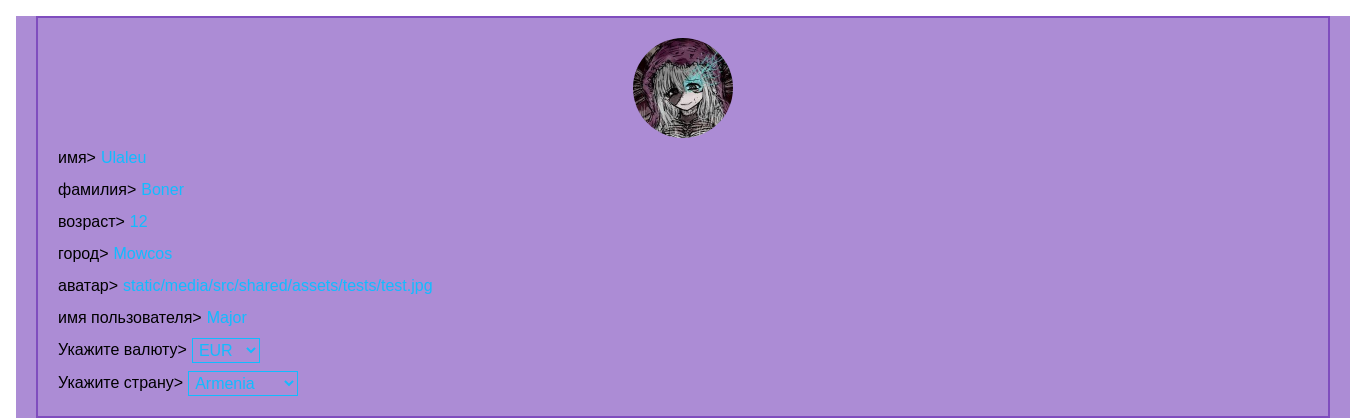 имя> Ulaleu
фамилия> Boner
возраст> 12
город> Mowcos
аватар> static/media/src/shared/assets/tests/test.jpg
имя пользователя> Major
Укажите валюту> EUR
Укажите страну> Armenia